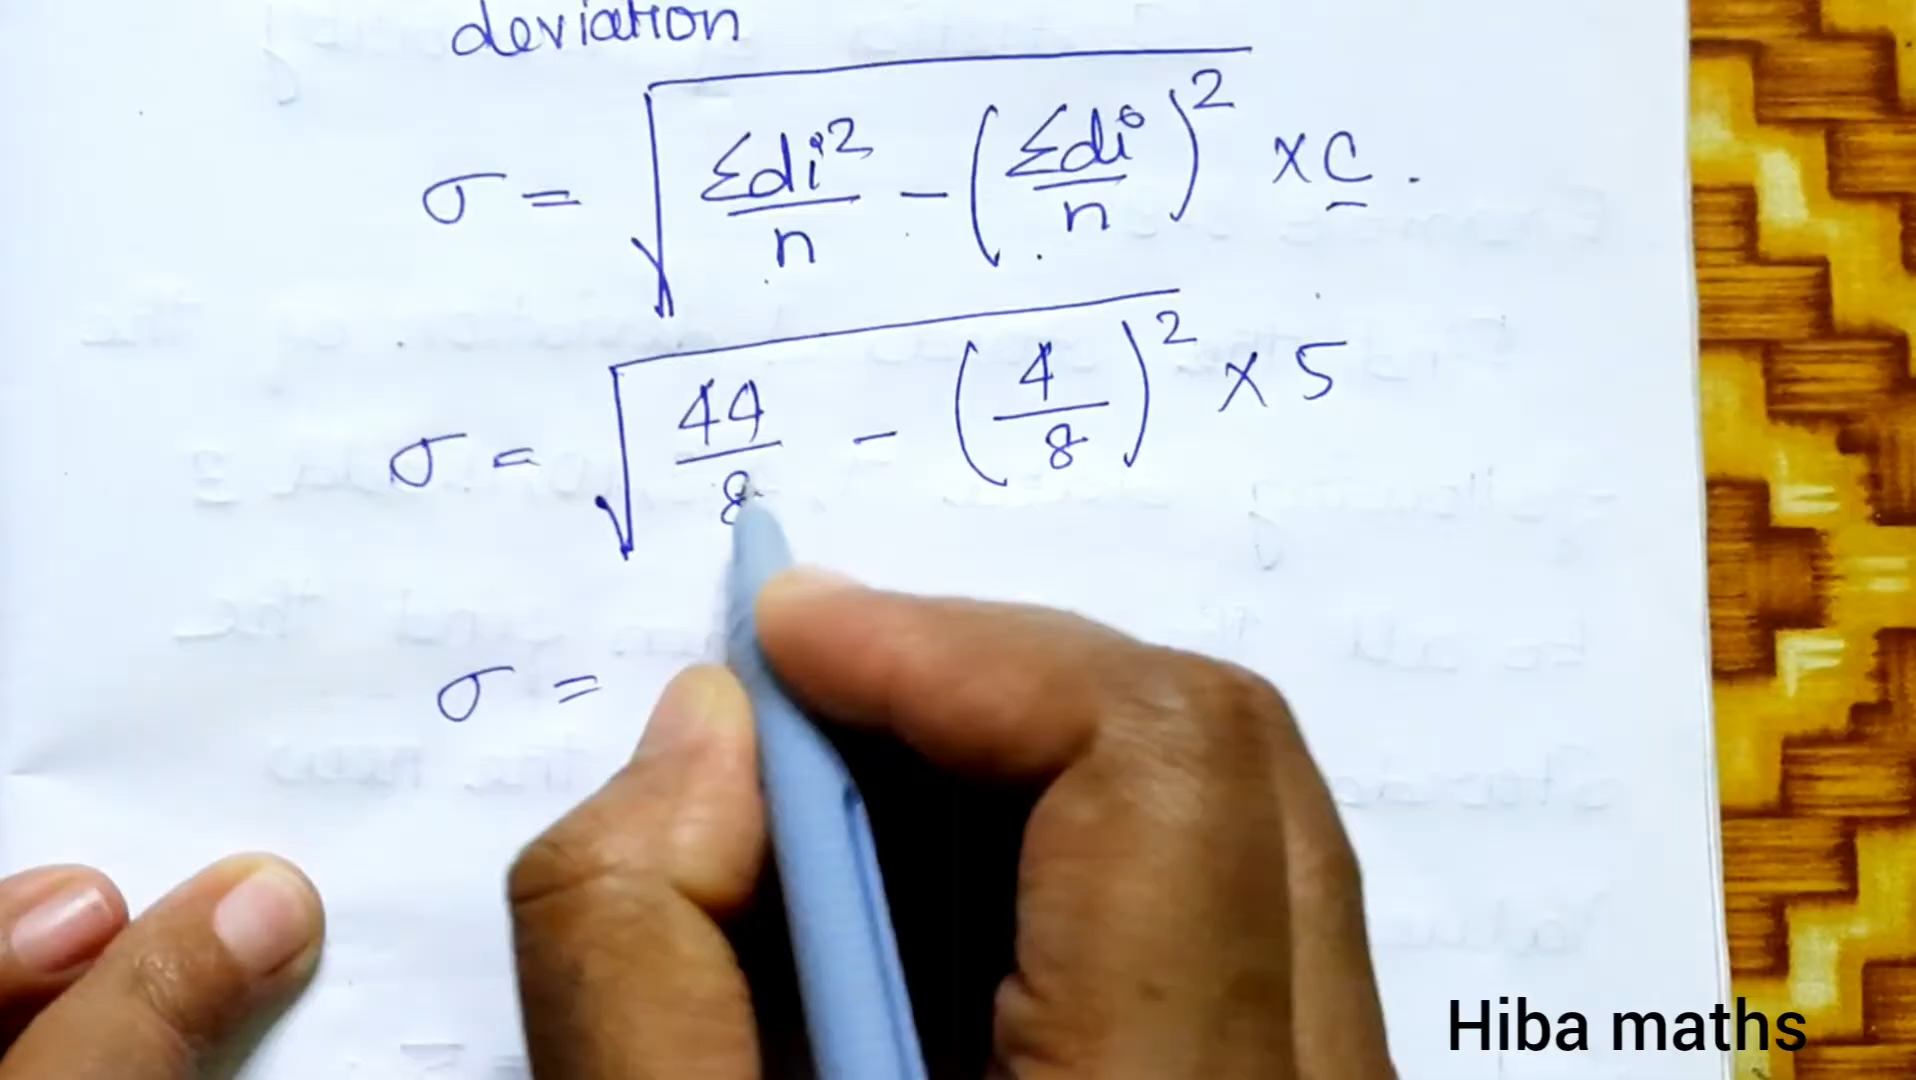 deviation
σ = √ Σdi²/n - (Σdi/n)² × C.
σ = √ 44/8 - (4/8)² × 5
σ =
Hiba maths